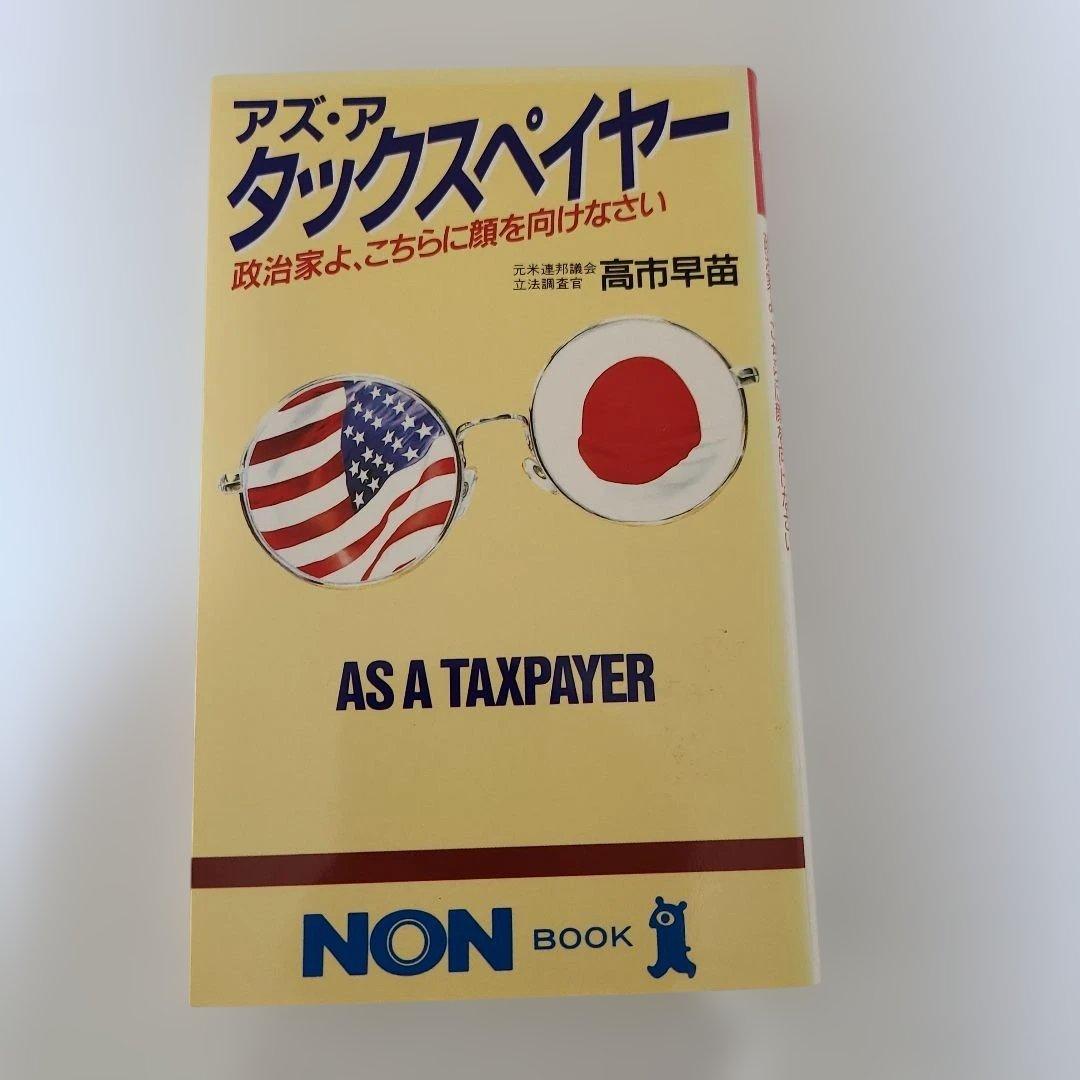 アズ・ア
タックスペイヤー
政治家よ、こちらに顔を向けなさい
元米連邦議会
立法調査官
高市早苗
AS A TAXPAYER
NON BOOK